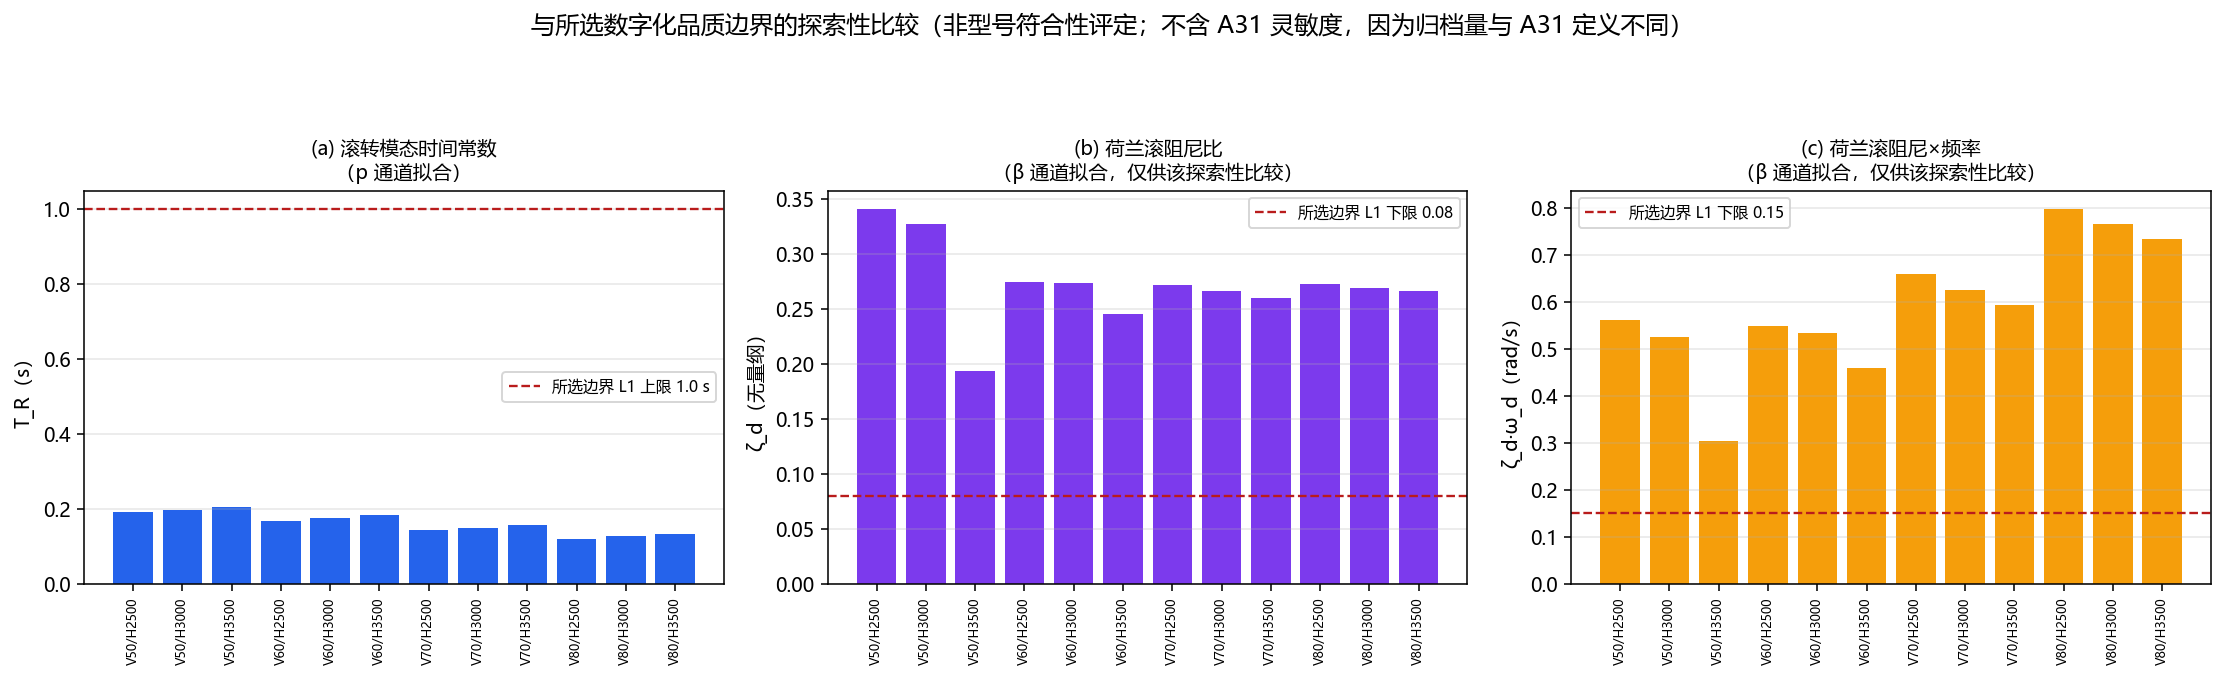 与所选数字化品质边界的探索性比较（非型号符合性评定；不含 A31 灵敏度，因为归档量与 A31 定义不同）
(a) 滚转模态时间常数
（p 通道拟合）
T_R（s）
1.0
0.8
0.6
0.4
0.2
0.0
所选边界 L1 上限 1.0 s
V50/H2500
V50/H3000
V50/H3500
V60/H2500
V60/H3000
V60/H3500
V70/H2500
V70/H3000
V70/H3500
V80/H2500
V80/H3000
V80/H3500
(b) 荷兰滚阻尼比
（β 通道拟合，仅供该探索性比较）
ζ_d（无量纲）
0.35
0.30
0.25
0.20
0.15
0.10
0.05
0.00
所选边界 L1 下限 0.08
V50/H2500
V50/H3000
V50/H3500
V60/H2500
V60/H3000
V60/H3500
V70/H2500
V70/H3000
V70/H3500
V80/H2500
V80/H3000
V80/H3500
(c) 荷兰滚阻尼×频率
（β 通道拟合，仅供该探索性比较）
ζ_d·ω_d（rad/s）
0.8
0.7
0.6
0.5
0.4
0.3
0.2
0.1
0.0
所选边界 L1 下限 0.15
V50/H2500
V50/H3000
V50/H3500
V60/H2500
V60/H3000
V60/H3500
V70/H2500
V70/H3000
V70/H3500
V80/H2500
V80/H3000
V80/H3500